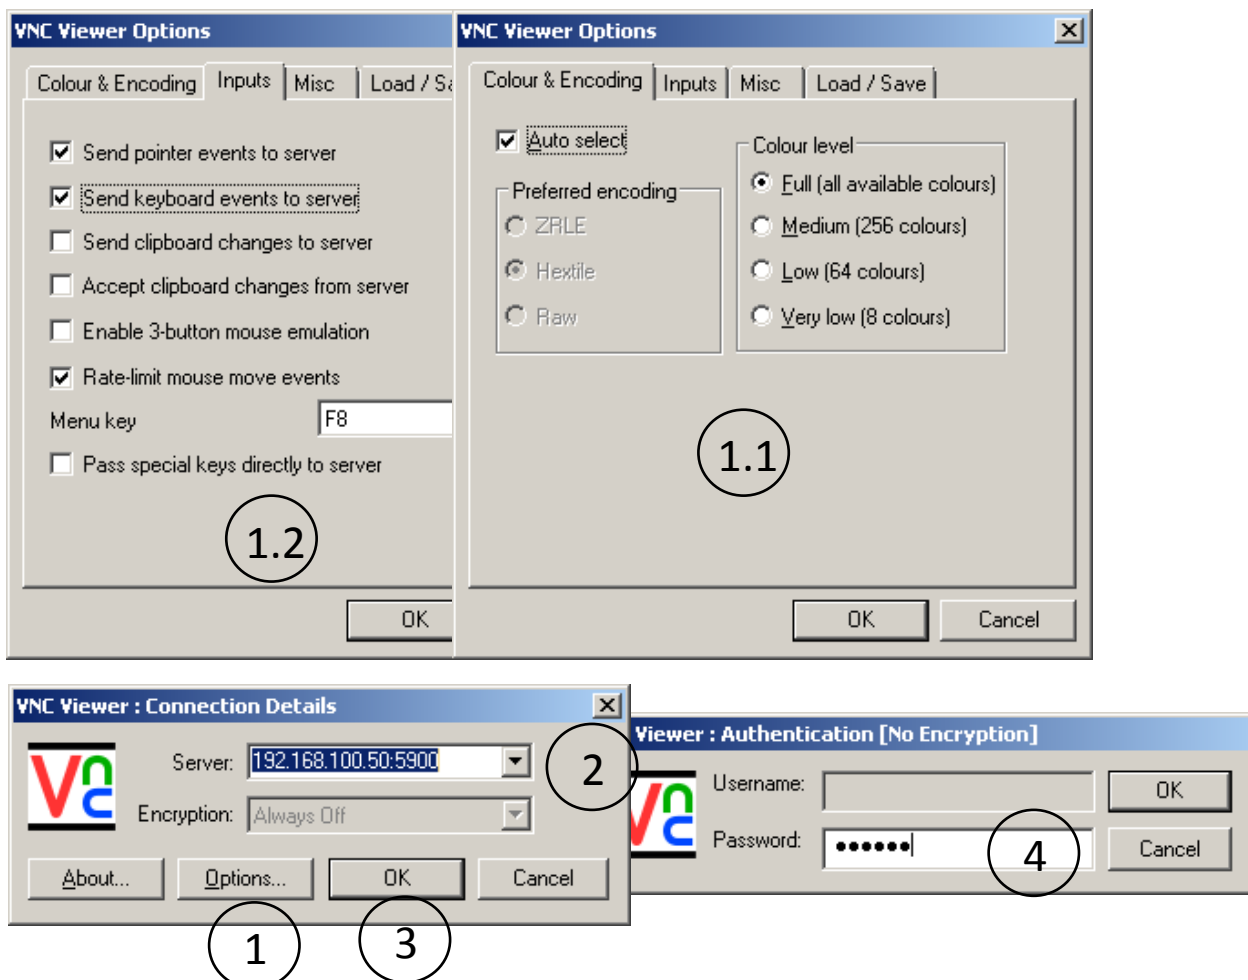 VNC Viewer Options
Colour & Encoding Inputs Misc Load / Sa
Send pointer events to server
Send keyboard events to server
Send clipboard changes to server
Accept clipboard changes from server
Enable 3-button mouse emulation
Rate-limit mouse move events
Menu key F8
Pass special keys directly to server
1.2
OK
VNC Viewer Options
Colour & Encoding Inputs Misc Load / Save
Auto select
Preferred encoding
ZRLE
Hextile
Raw
Colour level
Full (all available colours)
Medium (256 colours)
Low (64 colours)
Very low (8 colours)
1.1
OK Cancel
VNC Viewer : Connection Details
VNC
Server: 192.168.100.50:5900
2
Encryption: Always Off
About... Options... OK Cancel
1
3
Viewer : Authentication [No Encryption]
VNC
Username:
OK
Password: ●●●●●●
4
Cancel